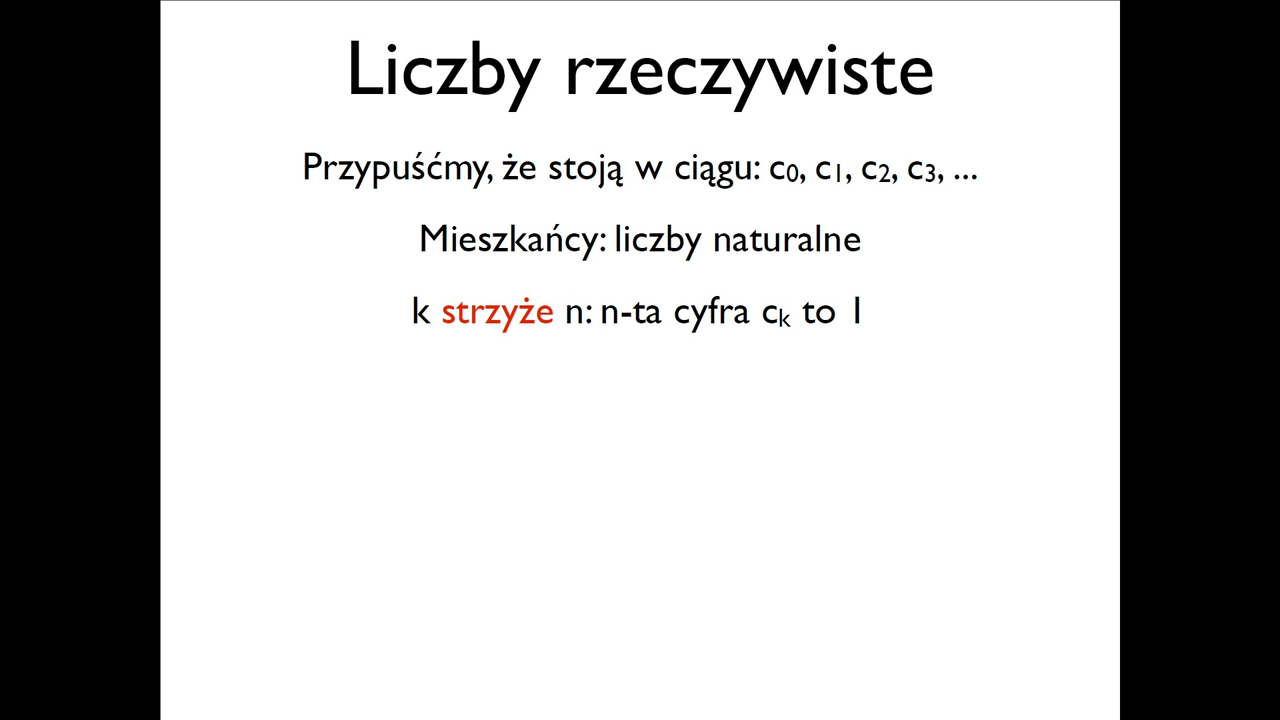 Liczby rzeczywiste
Przypuśćmy, że stoją w ciągu: c₀, c₁, c₂, c₃, ...
Mieszkańcy: liczby naturalne
k strzyże n: n-ta cyfra cₖ to 1